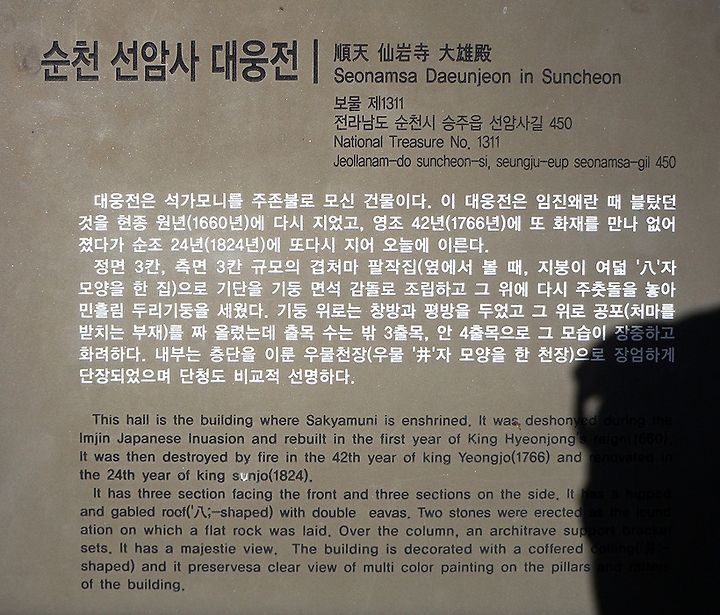 순천 선암사 대웅전
順天 仙岩寺 大雄殿
Seonamsa Daeunjeon in Suncheon
보물 제1311
전라남도 순천시 승주읍 선암사길 450
National Treasure No. 1311
Jeollanam-do suncheon-si, seungju-eup seonamsa-gil 450
대웅전은 석가모니를 주존불로 모신 건물이다. 이 대웅전은 임진왜란 때 불탔던
것을 현종 원년(1660년)에 다시 지었고, 영조 42년(1766년)에 또 화재를 만나 없어
졌다가 순조 24년(1824년)에 또다시 지어 오늘에 이른다.
정면 3칸, 측면 3칸 규모의 겹처마 팔작집(옆에서 볼 때, 지붕이 여덟 '八'자
모양을 한 집)으로 기단을 기둥 면석 감돌로 조립하고 그 위에 다시 주춧돌을 놓아
민흘림 두리기둥을 세웠다. 기둥 위로는 창방과 평방을 두었고 그 위로 공포(처마를
받치는 부재)를 짜 올렸는데 출목 수는 밖 3출목, 안 4출목으로 그 모습이 장중하고
화려하다. 내부는 층단을 이룬 우물천장(우물 '井'자 모양을 한 천장)으로 장엄하게
단장되었으며 단청도 비교적 선명하다.
This hall is the building where Sakyamuni is enshrined. It was deshonyed during the
Imjin Japanese Inuasion and rebuilt in the first year of King Hyeonjong's reign(1660).
It was then destroyed by fire in the 42th year of king Yeongjo(1766) and renovated in
the 24th year of king sunjo(1824).
It has three section facing the front and three sections on the side. It has a hipped
and gabled roof('八;-shaped) with double eavas. Two stones were erected as the found
ation on which a flat rock was laid. Over the column, an architrave support bracket
sets. It has a majestie view. The building is decorated with a coffered ceiling('井'-
shaped) and it preservesa clear view of multi color painting on the pillars and rafters
of the building.